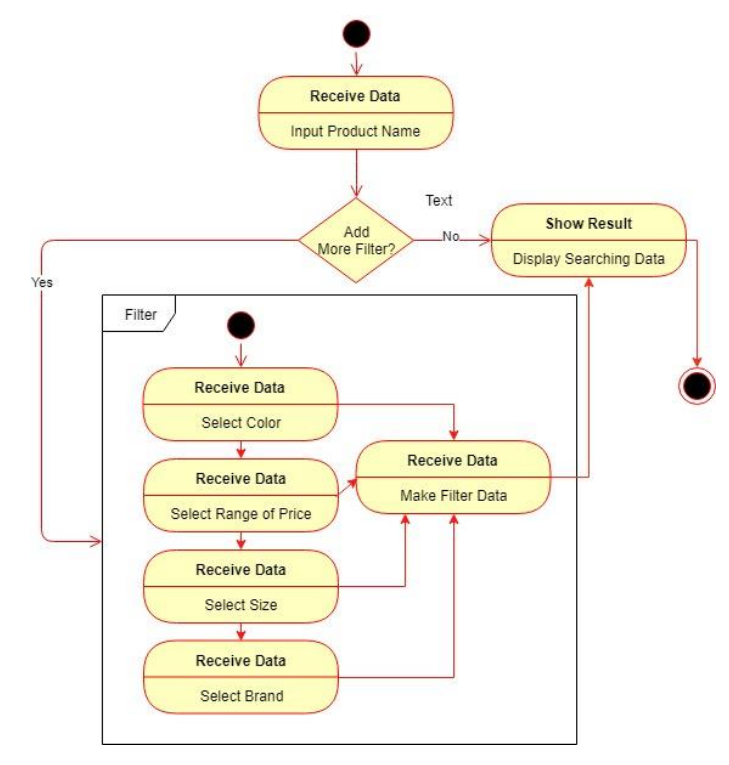 Receive Data
Input Product Name
Text
Add
More Filter?
No
Show Result
Display Searching Data
Yes
Filter
Receive Data
Select Color
Receive Data
Select Range of Price
Receive Data
Make Filter Data
Receive Data
Select Size
Receive Data
Select Brand